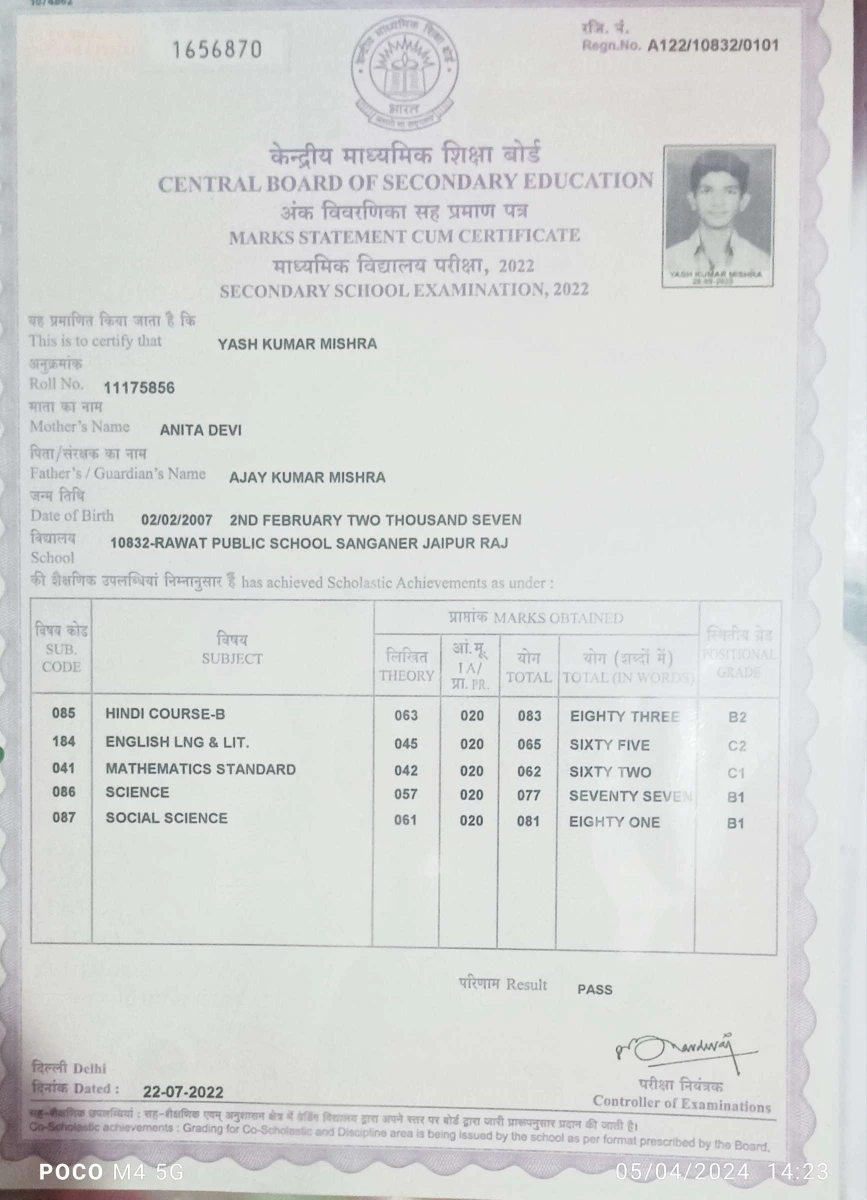 1656870
रजि. सं.
Regn.No. A122/10832/0101
केन्द्रीय माध्यमिक शिक्षा बोर्ड
भारत
केन्द्रीय माध्यमिक शिक्षा बोर्ड
CENTRAL BOARD OF SECONDARY EDUCATION
अंक विवरणिका सह प्रमाण पत्र
MARKS STATEMENT CUM CERTIFICATE
माध्यमिक विद्यालय परीक्षा, 2022
SECONDARY SCHOOL EXAMINATION, 2022
YASH KUMAR MISHRA
यह प्रमाणित किया जाता है कि
This is to certify that YASH KUMAR MISHRA
अनुक्रमांक
Roll No. 11175856
माता का नाम
Mother's Name ANITA DEVI
पिता/संरक्षक का नाम
Father's / Guardian's Name AJAY KUMAR MISHRA
जन्म तिथि
Date of Birth 02/02/2007 2ND FEBRUARY TWO THOUSAND SEVEN
विद्यालय
School 10832-RAWAT PUBLIC SCHOOL SANGANER JAIPUR RAJ
की शैक्षणिक उपलब्धियां निम्नानुसार हैं has achieved Scholastic Achievements as under :
विषय कोड SUB. CODE
विषय SUBJECT
प्राप्तांक MARKS OBTAINED
लिखित THEORY
आं.मू. IA/ प्रा. PR.
योग TOTAL
योग (शब्दों में) TOTAL (IN WORDS)
स्थितीय ग्रेड POSITIONAL GRADE
085 HINDI COURSE-B 063 020 083 EIGHTY THREE B2
184 ENGLISH LNG & LIT. 045 020 065 SIXTY FIVE C2
041 MATHEMATICS STANDARD 042 020 062 SIXTY TWO C1
086 SCIENCE 057 020 077 SEVENTY SEVEN B1
087 SOCIAL SCIENCE 061 020 081 EIGHTY ONE B1
परिणाम Result PASS
दिल्ली Delhi
दिनांक Dated : 22-07-2022
परीक्षा नियंत्रक
Controller of Examinations
सह-शैक्षणिक उपलब्धियां : सह-शैक्षणिक एवम् अनुशासन क्षेत्र में ग्रेडिंग विद्यालय द्वारा अपने स्तर पर बोर्ड द्वारा जारी प्रारूपनुसार प्रदान की जाती है।
Co-Scholastic achievements : Grading for Co-Scholastic and Discipline area is being issued by the school as per format prescribed by the Board.
POCO M4 5G
05/04/2024 14:23